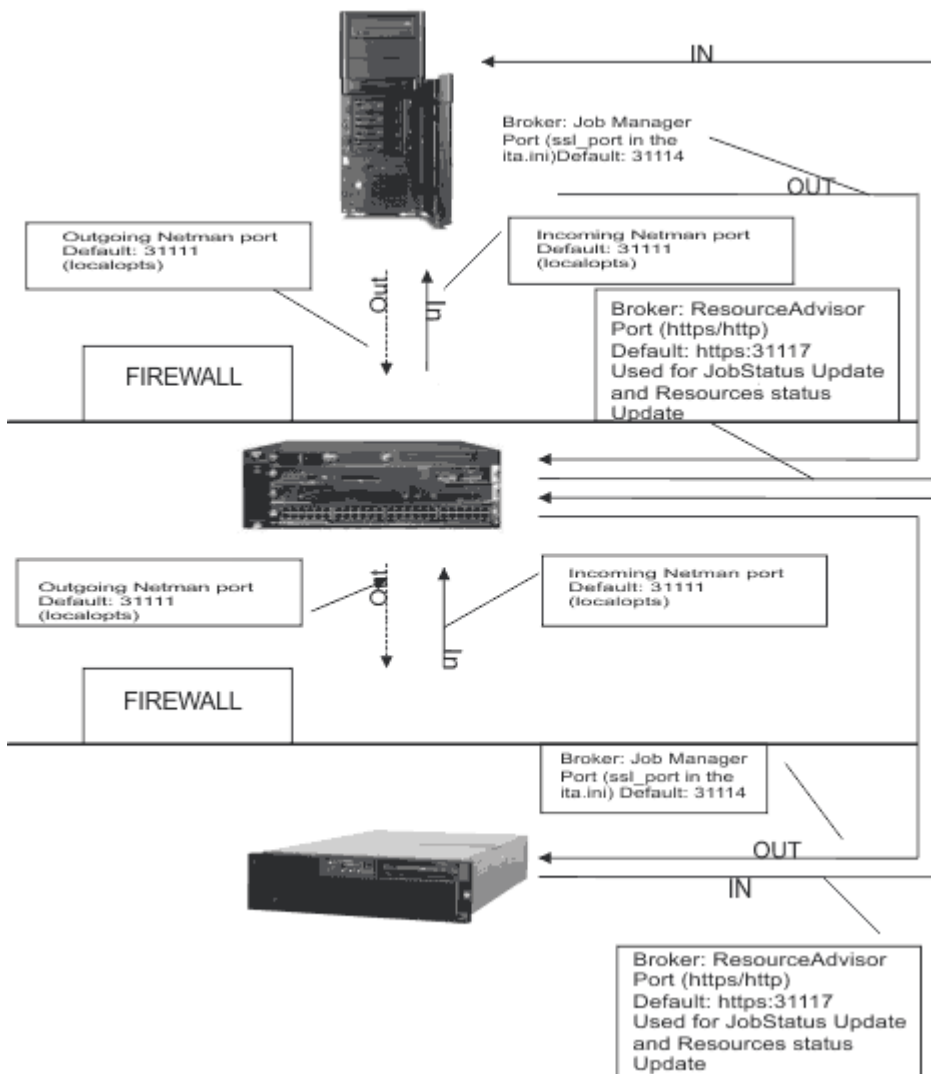 IN
Broker: Job Manager
Port (ssl_port in the
ita.ini)Default: 31114
OUT
Outgoing Netman port
Default: 31111
(localopts)
Incoming Netman port
Default: 31111
(localopts)
Out
In
Broker: ResourceAdvisor
Port (https/http)
Default: https:31117
Used for JobStatus Update
and Resources status
Update
FIREWALL
Outgoing Netman port
Default: 31111
(localopts)
Out
In
Incoming Netman port
Default: 31111
(localopts)
FIREWALL
Broker: Job Manager
Port (ssl_port in the
ita.ini) Default: 31114
OUT
IN
Broker: ResourceAdvisor
Port (https/http)
Default: https:31117
Used for JobStatus Update
and Resources status
Update